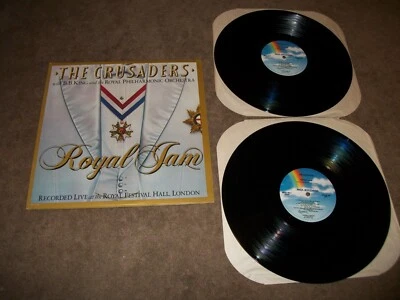 THE CRUSADERS
with B.B. KING and the ROYAL PHILHARMONIC ORCHESTRA
Royal Jam
RECORDED LIVE at the ROYAL FESTIVAL HALL, LONDON